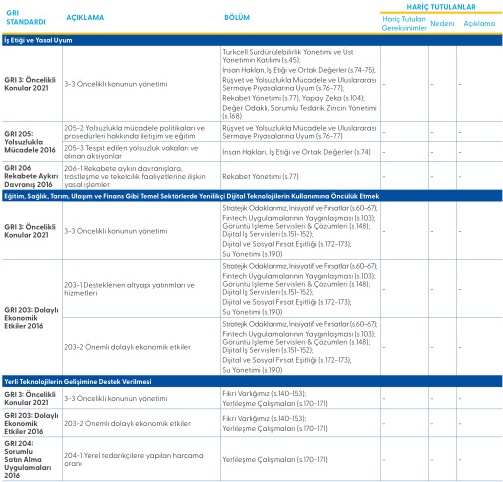 GRI
STANDARDI
AÇIKLAMA
BÖLÜM
HARİÇ TUTULANLAR
Hariç Tutulan
Gereksinimler
Nedeni
Açıklama
İş Etiği ve Yasal Uyum
GRI 3: Öncelikli
Konular 2021
3-3 Öncelikli konunun yönetimi
Turkcell Sürdürülebilirlik Yönetimi ve Üst
Yönetimin Katılımı (s.45);
İnsan Hakları, İş Etiği ve Ortak Değerler (s.74-75);
Rüşvet ve Yolsuzlukla Mücadele ve Uluslararası
Sermaye Piyasalarına Uyum (s.76-77);
Rekabet Yönetimi (s.77); Yapay Zeka (s.104);
Değer Odaklı, Sorumlu Tedarik Zinciri Yönetimi
(s.168)
- - -
GRI 205:
Yolsuzlukla
Mücadele 2016
205-2 Yolsuzlukla mücadele politikaları ve
prosedürleri hakkında iletişim ve eğitim
Rüşvet ve Yolsuzlukla Mücadele ve Uluslararası
Sermaye Piyasalarına Uyum (s.76-77)
- - -
205-3 Tespit edilen yolsuzluk vakaları ve
alınan aksiyonlar
İnsan Hakları, İş Etiği ve Ortak Değerler (s.74)
- - -
GRI 206
Rekabete Aykırı
Davranış 2016
206-1 Rekabete aykırı davranışlara,
tröstleşme ve tekelcilik faaliyetlerine ilişkin
yasal işlemler
Rekabet Yönetimi (s.77)
- - -
Eğitim, Sağlık, Tarım, Ulaşım ve Finans Gibi Temel Sektörlerde Yenilikçi Dijital Teknolojilerin Kullanımına Öncülük Etmek
GRI 3: Öncelikli
Konular 2021
3-3 Öncelikli konunun yönetimi
Stratejik Odaklarımız, İnisiyatif ve Fırsatlar (s.60-67);
Fintech Uygulamalarının Yaygınlaşması (s.103);
Görüntü İşleme Servisleri & Çözümleri (s.148);
Dijital İş Servisleri (s.151-152);
Dijital ve Sosyal Fırsat Eşitliği (s.172-173);
Su Yönetimi (s.190)
- - -
GRI 203: Dolaylı
Ekonomik
Etkiler 2016
203-1 Desteklenen altyapı yatırımları ve
hizmetleri
Stratejik Odaklarımız, İnisiyatif ve Fırsatlar (s.60-67);
Fintech Uygulamalarının Yaygınlaşması (s.103);
Görüntü İşleme Servisleri & Çözümleri (s.148);
Dijital İş Servisleri (s.151-152);
Dijital ve Sosyal Fırsat Eşitliği (s.172-173);
Su Yönetimi (s.190)
- - -
203-2 Önemli dolaylı ekonomik etkiler
Stratejik Odaklarımız, İnisiyatif ve Fırsatlar (s.60-67);
Fintech Uygulamalarının Yaygınlaşması (s.103);
Görüntü İşleme Servisleri & Çözümleri (s.148);
Dijital İş Servisleri (s.151-152);
Dijital ve Sosyal Fırsat Eşitliği (s.172-173);
Su Yönetimi (s.190)
- - -
Yerli Teknolojilerin Gelişimine Destek Verilmesi
GRI 3: Öncelikli
Konular 2021
3-3 Öncelikli konunun yönetimi
Fikri Varlığımız (s.140-153);
Yerlileşme Çalışmaları (s.170-171)
- - -
GRI 203: Dolaylı
Ekonomik
Etkiler 2016
203-2 Önemli dolaylı ekonomik etkiler
Fikri Varlığımız (s.140-153);
Yerlileşme Çalışmaları (s.170-171)
- - -
GRI 204:
Sorumlu
Satın Alma
Uygulamaları
2016
204-1 Yerel tedarikçilere yapılan harcama
oranı
Yerlileşme Çalışmaları (s.170-171)
- - -